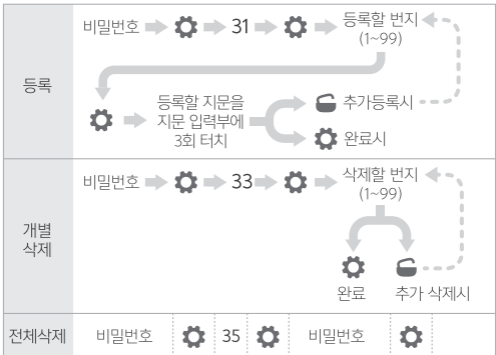 등록
비밀번호 31 등록할 번지
(1~99)
등록할 지문을
지문 입력부에
3회 터치
추가등록시
완료시
개별
삭제
비밀번호 33 삭제할 번지
(1~99)
완료 추가 삭제시
전체삭제 비밀번호 35 비밀번호